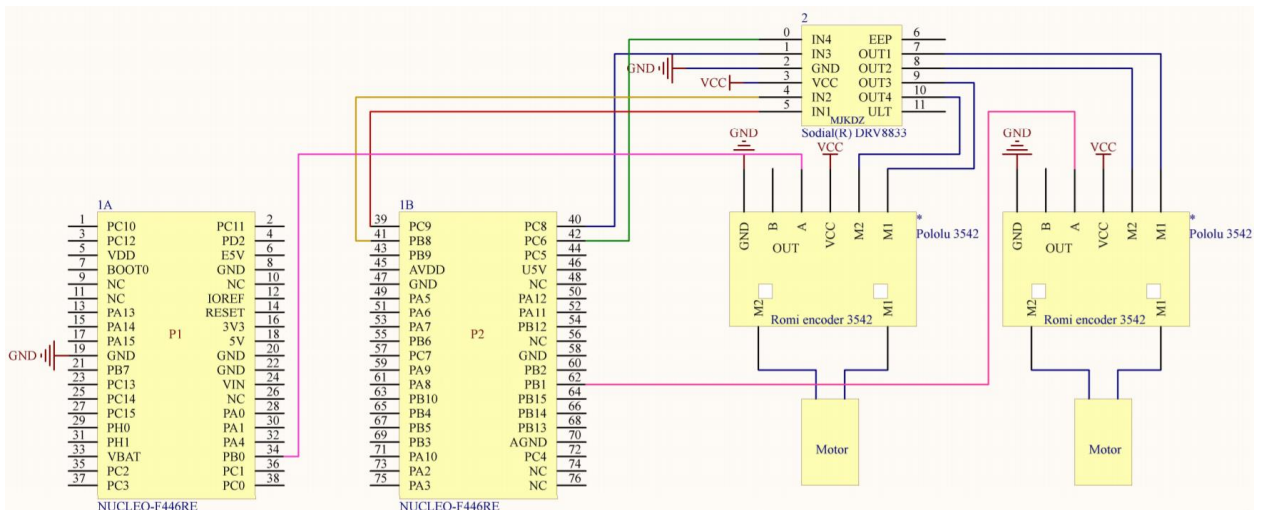 2
0 IN4 EEP 6
1 IN3 OUT1 7
GND 2 GND OUT2 8
VCC 3 VCC OUT3 9
4 IN2 OUT4 10
5 IN1 ULT 11
MJKDZ
Sodial(R) DRV8833
GND VCC GND VCC
1A
1 PC10 PC11 2
3 PC12 PD2 4
5 VDD E5V 6
7 BOOT0 GND 8
9 NC NC 10
11 NC IOREF 12
13 PA13 RESET 14
15 PA14 3V3 16
17 PA15 5V 18
GND 19 GND GND 20
21 PB7 GND 22
23 PC13 VIN 24
25 PC14 NC 26
27 PC15 PA0 28
29 PH0 PA1 30
31 PH1 PA4 32
33 VBAT PB0 34
35 PC2 PC1 36
37 PC3 PC0 38
P1
NUCLEO-F446RE
1B
39 PC9 PC8 40
41 PB8 PC6 42
43 PB9 PC5 44
45 AVDD U5V 46
47 GND NC 48
49 PA5 PA12 50
51 PA6 PA11 52
53 PA7 PB12 54
55 PB6 NC 56
57 PC7 GND 58
59 PA9 PB2 60
61 PA8 PB1 62
63 PB10 PB15 64
65 PB4 PB14 66
67 PB5 PB13 68
69 PB3 AGND 70
71 PA10 PC4 72
73 PA2 NC 74
75 PA3 NC 76
P2
NUCLEO-F446RE
*
Pololu 3542
GND B A VCC M2 M1
OUT
M2 M1
Romi encoder 3542
Motor
*
Pololu 3542
GND B A VCC M2 M1
OUT
M2 M1
Romi encoder 3542
Motor